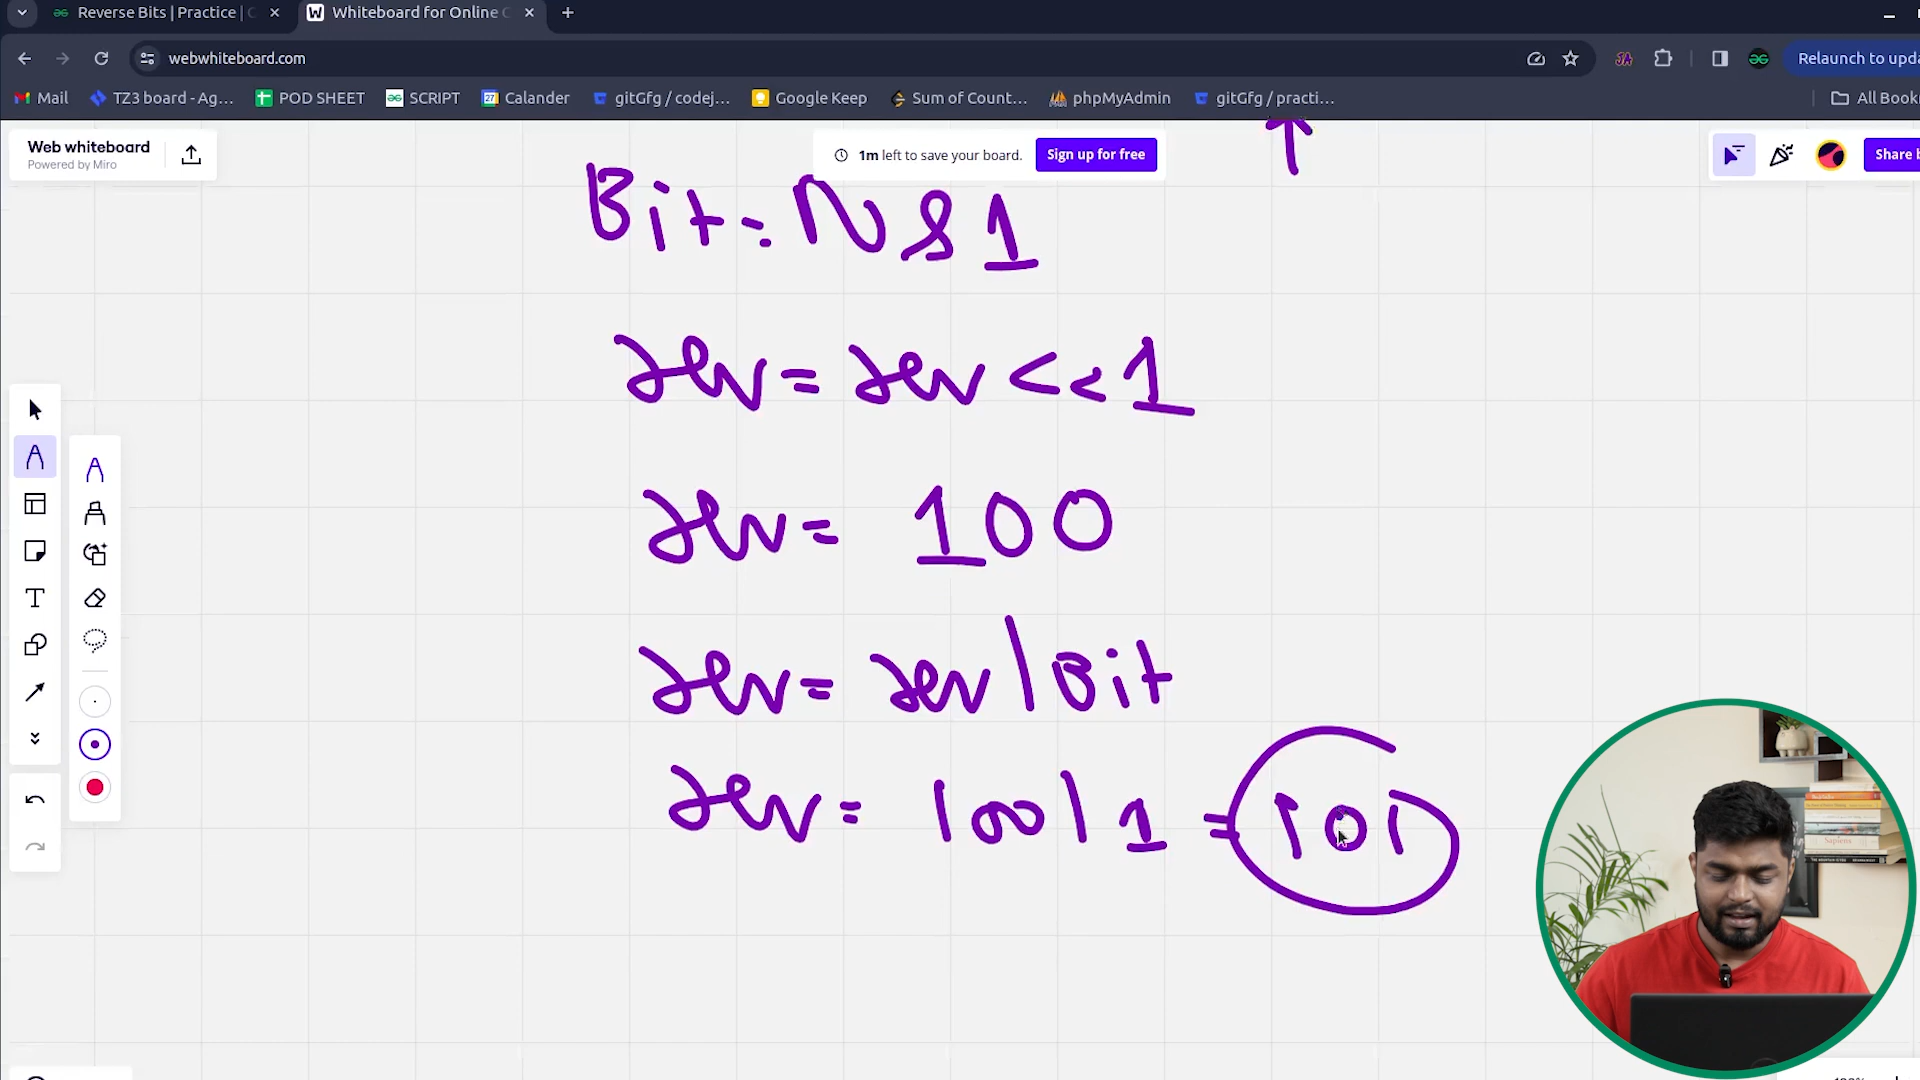 Reverse Bits | Practice |
Whiteboard for Online
webwhiteboard.com
Relaunch to upda
Mail
TZ3 board - Ag...
POD SHEET
SCRIPT
Calander
gitGfg / codej...
Google Keep
Sum of Count...
phpMyAdmin
gitGfg / practi...
All Book
Web whiteboard
Powered by Miro
1m left to save your board.
Sign up for free
Share b
Bit = N & 1
rev = rev << 1
rev = 100
rev = rev | Bit
rev = 100 | 1 = 101